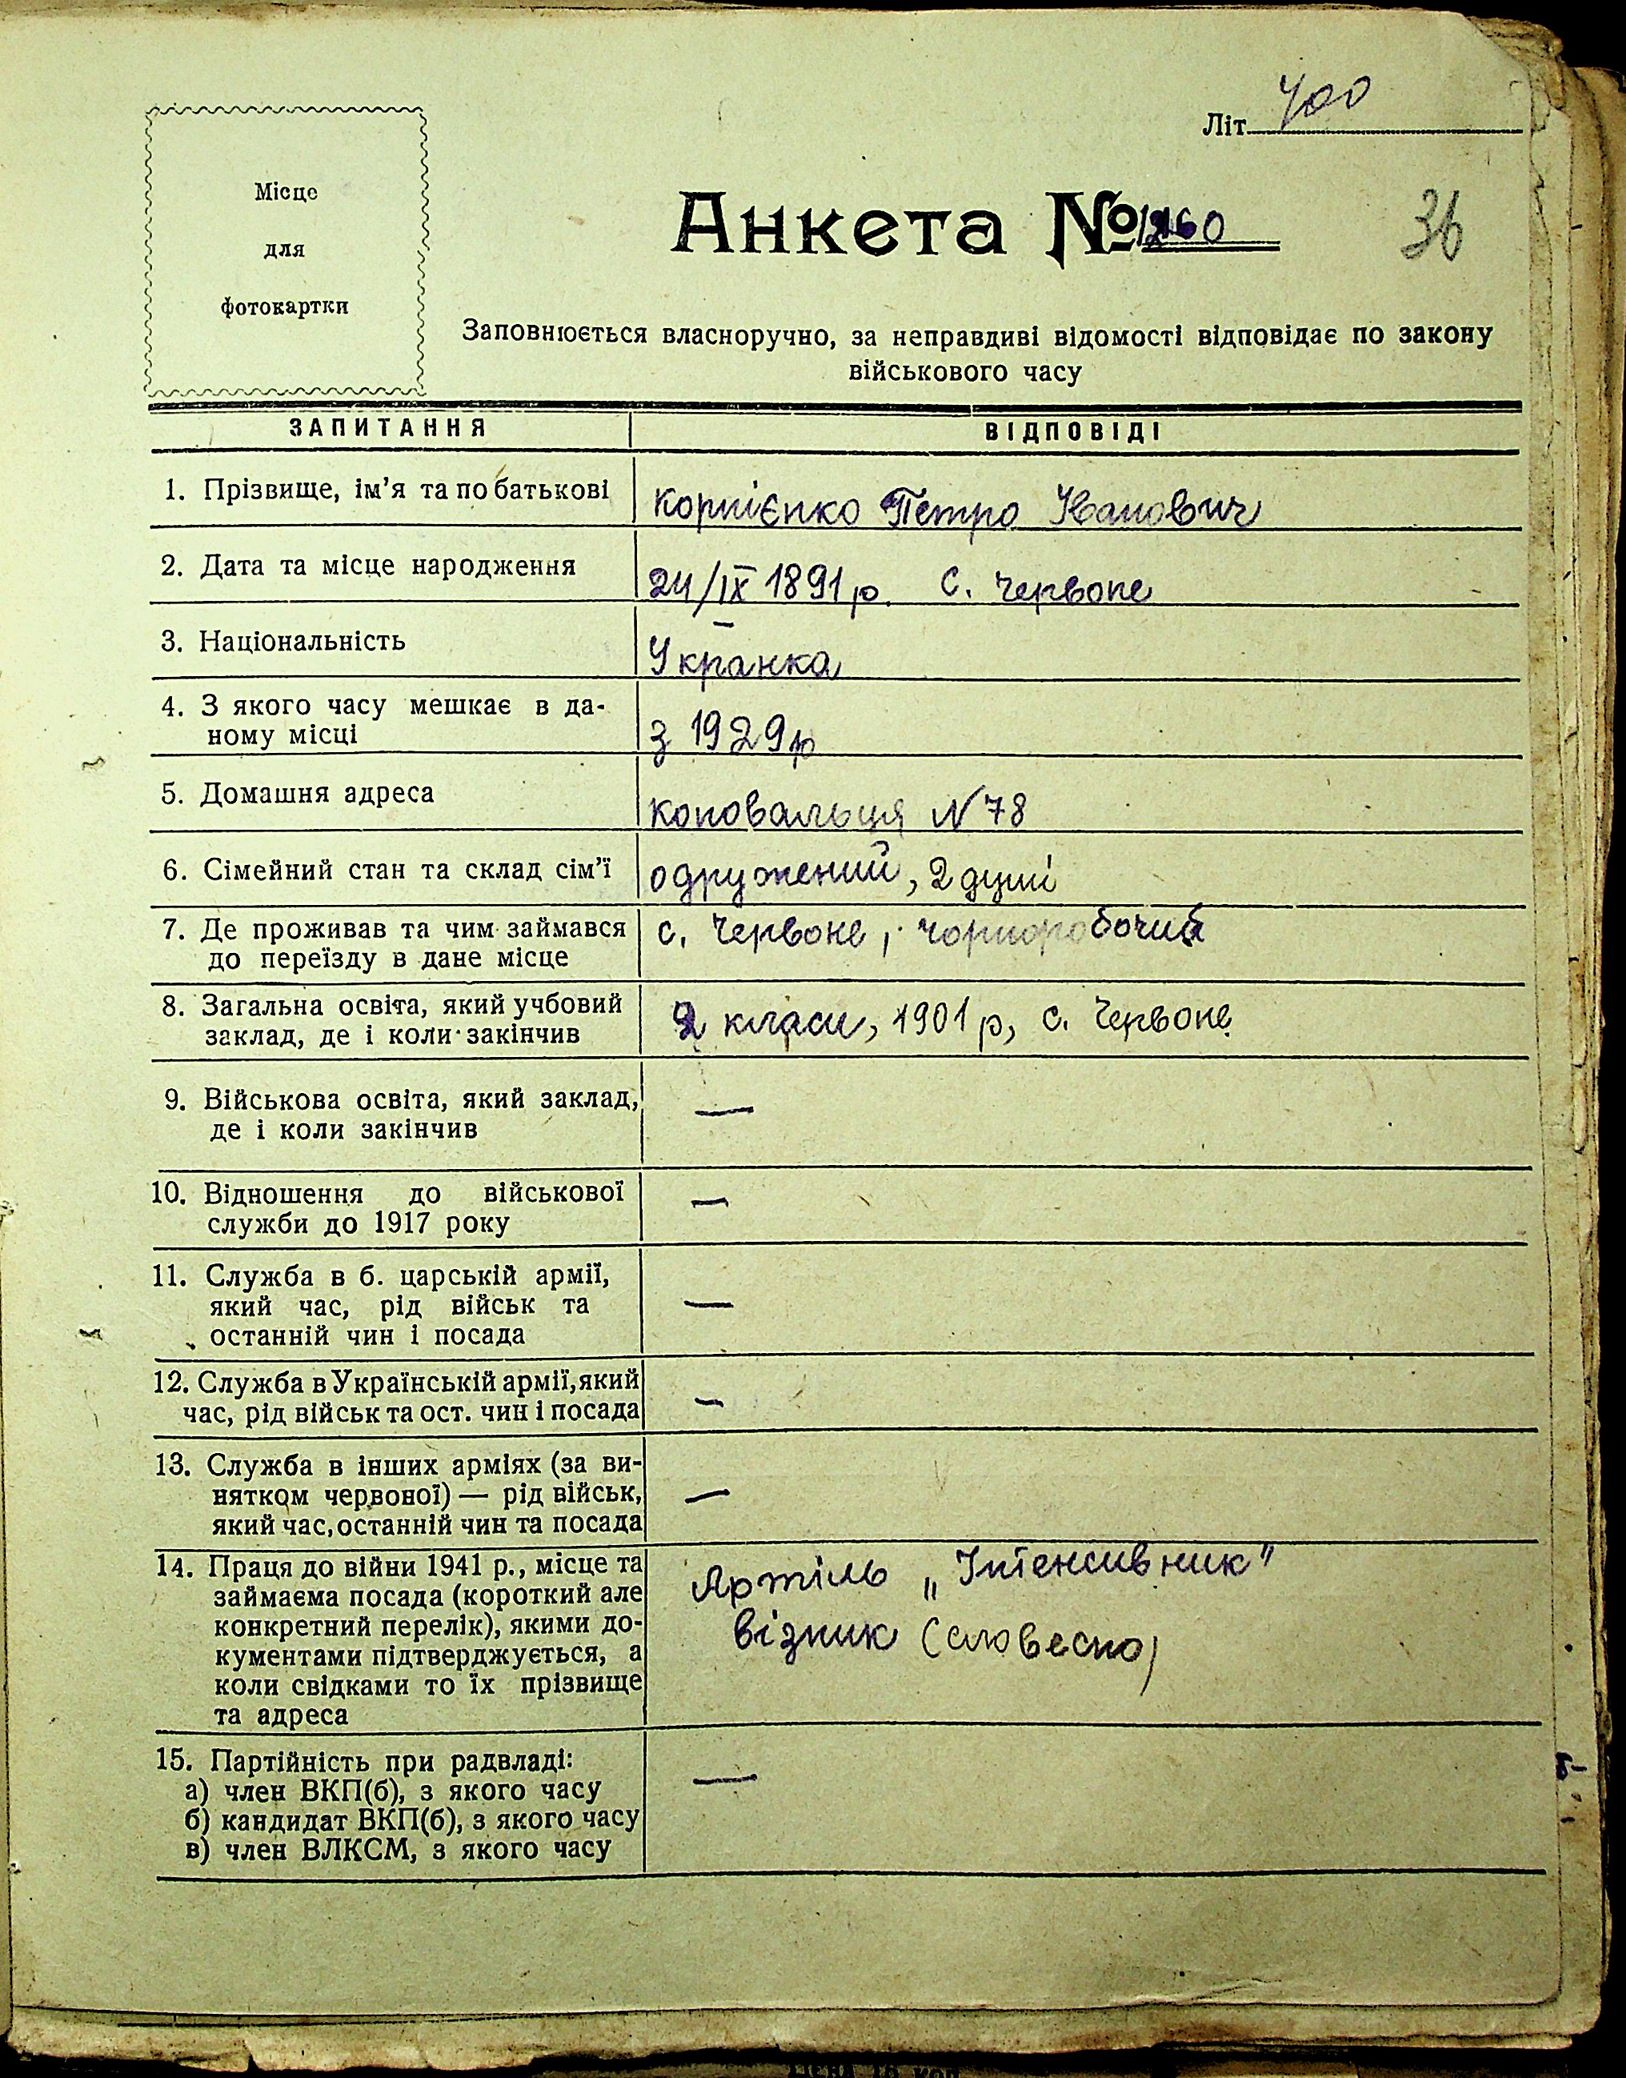 Літ. 400
Місце
для
фотокартки
Анкета № 1260
36
Заповнюється власноручно, за неправдиві відомості відповідає по закону
військового часу
ЗАПИТАННЯ ВІДПОВІДІ
1. Прізвище, ім'я та по батькові Корнієнко Петро Іванович
2. Дата та місце народження 24/ІХ 1891 р. С. Червоне
3. Національність Українка
4. З якого часу мешкає в да-
ному місці з 1929 р
5. Домашня адреса Коновальця N 78
6. Сімейний стан та склад сім'ї одружений, 2 душі
7. Де проживав та чим займався с. Червоне, чорноробочий
до переїзду в дане місце
8. Загальна освіта, який учбовий 2 класи, 1901 р, с. Червоне
заклад, де і коли закінчив
9. Військова освіта, який заклад, —
де і коли закінчив
10. Відношення до військової —
служби до 1917 року
11. Служба в б. царській армії,
який час, рід військ та —
останній чин і посада
12. Служба в Українській армії, який —
час, рід військ та ост. чин і посада
13. Служба в інших арміях (за ви-
нятком червоної) — рід військ, —
який час, останній чин та посада
14. Праця до війни 1941 р., місце та Артіль „Інтенсивник"
займаєма посада (короткий але
конкретний перелік), якими до- візник (словесно)
кументами підтверджується, а
коли свідками то їх прізвище
та адреса
15. Партійність при радвладі: —
а) член ВКП(б), з якого часу
б) кандидат ВКП(б), з якого часу
в) член ВЛКСМ, з якого часу